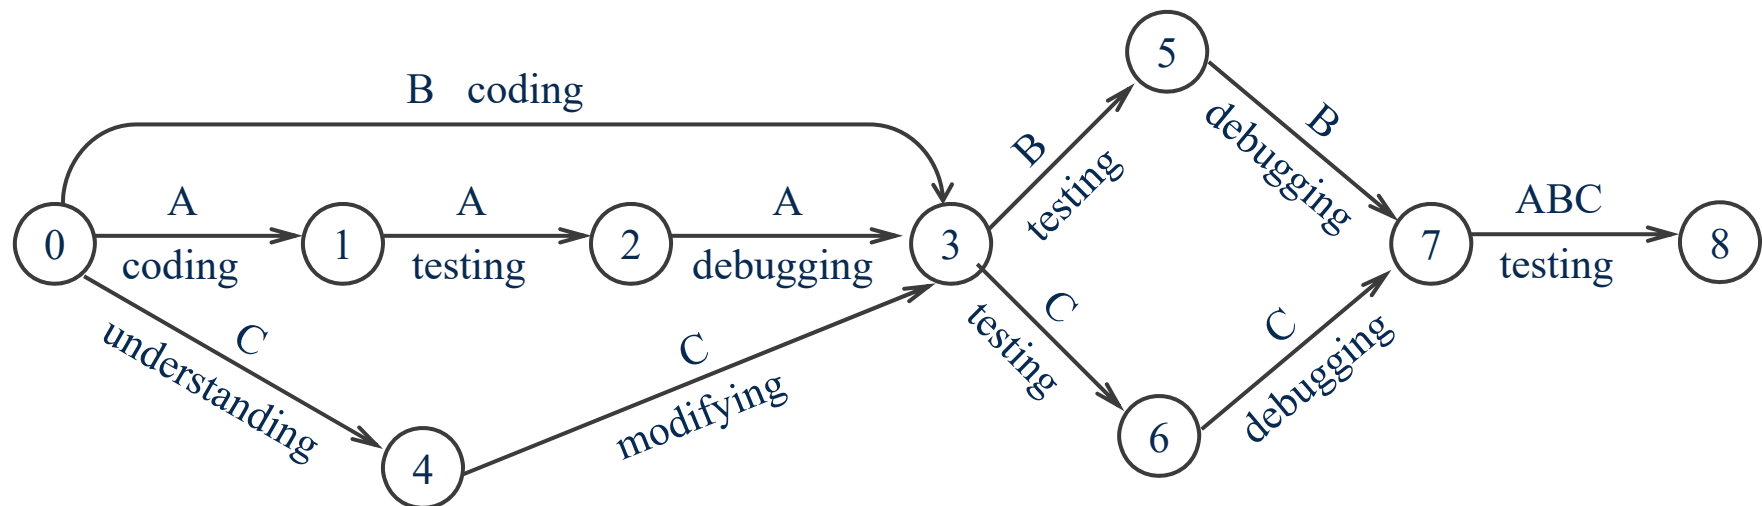 5
B coding
B
testing
B
debugging
A
coding
A
testing
A
debugging
ABC
testing
0
1
2
3
7
8
C
understanding
C
modifying
C
testing
C
debugging
6
4